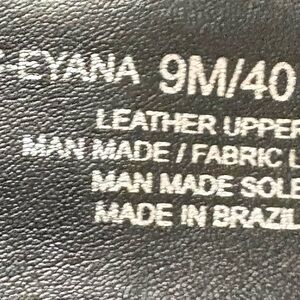 -EYANA 9M/40
LEATHER UPPER
MAN MADE / FABRIC L
MAN MADE SOLE
MADE IN BRAZIL